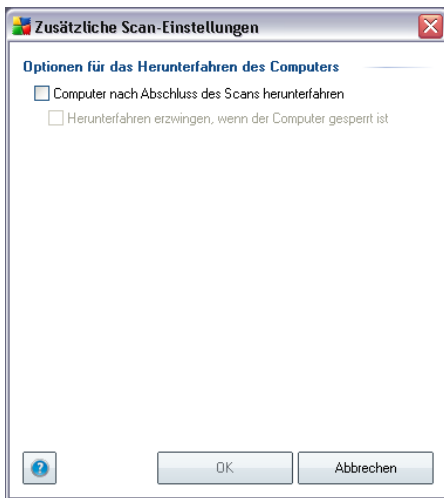 Zusätzliche Scan-Einstellungen
Optionen für das Herunterfahren des Computers
Computer nach Abschluss des Scans herunterfahren
Herunterfahren erzwingen, wenn der Computer gesperrt ist
?
OK
Abbrechen